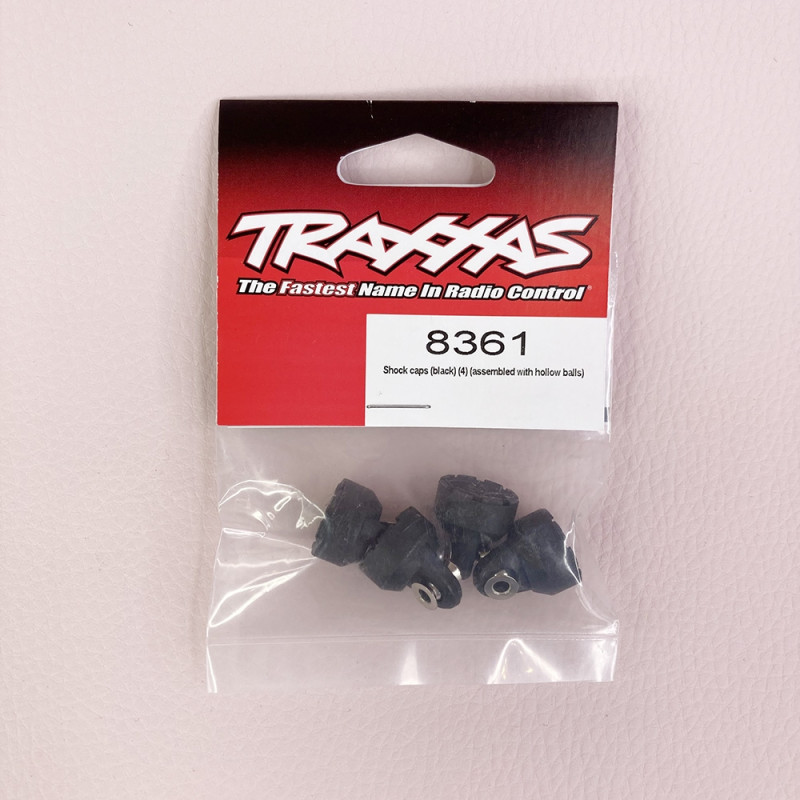 TRAXXAS
The Fastest Name In Radio Control®
8361
Shock caps (black) (4) (assembled with hollow balls)